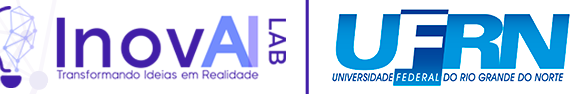 InovAI LAB
Transformando Ideias em Realidade
UFRN
UNIVERSIDADE FEDERAL DO RIO GRANDE DO NORTE